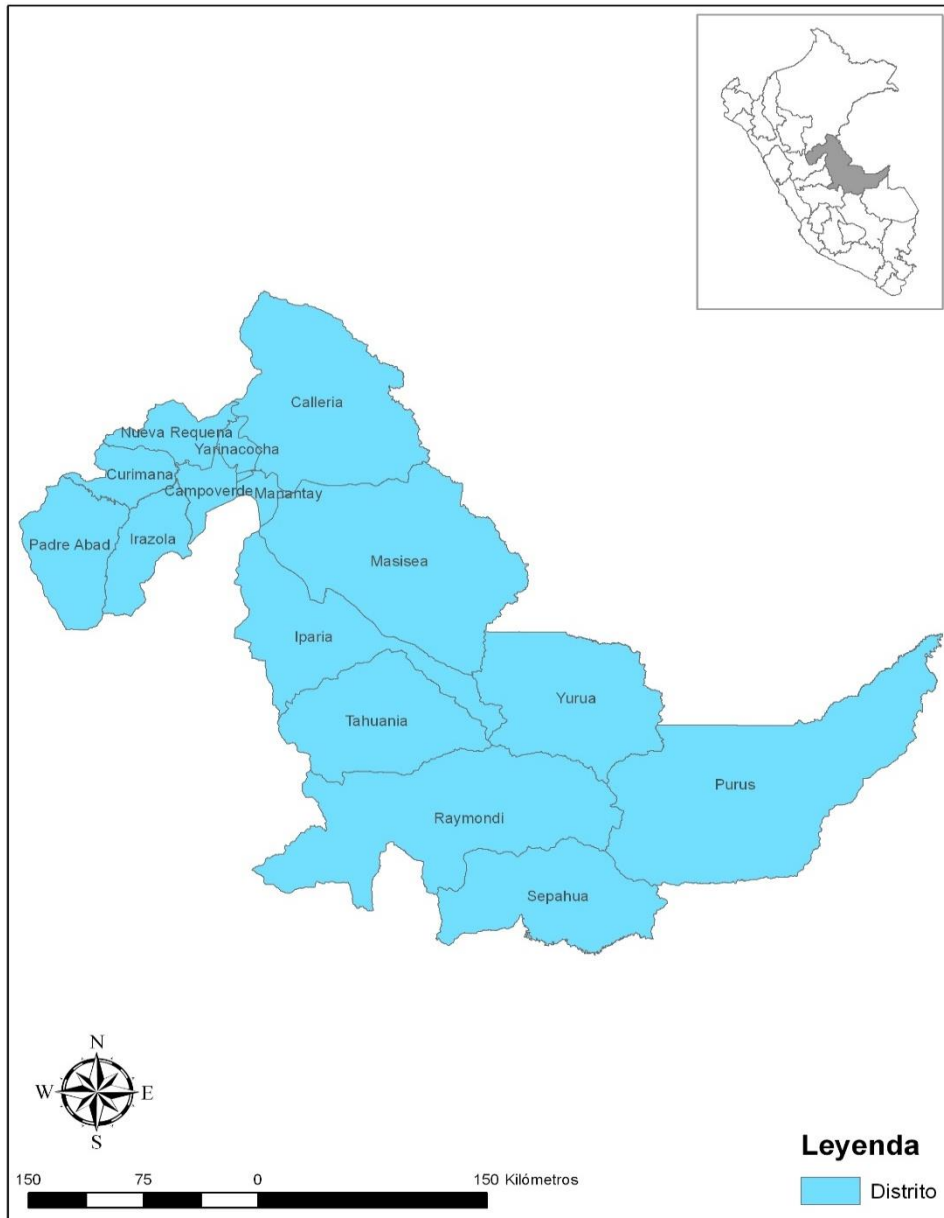 Calleria
Nueva Requena
Yarinacocha
Curimana
Campoverde
Manantay
Padre Abad
Irazola
Masisea
Iparia
Yurua
Tahuania
Purus
Raymondi
Sepahua
N
W E
S
150 75 0 150 Kilómetros
Leyenda
Distrito